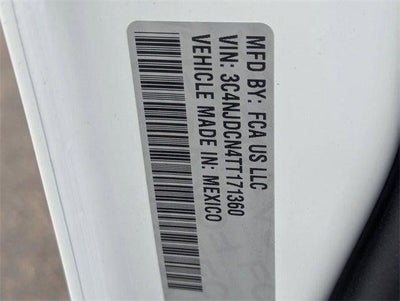 MFD BY: FCA US LLC
VIN: 3C4NJDCN4TT171360
VEHICLE MADE IN: MEXICO